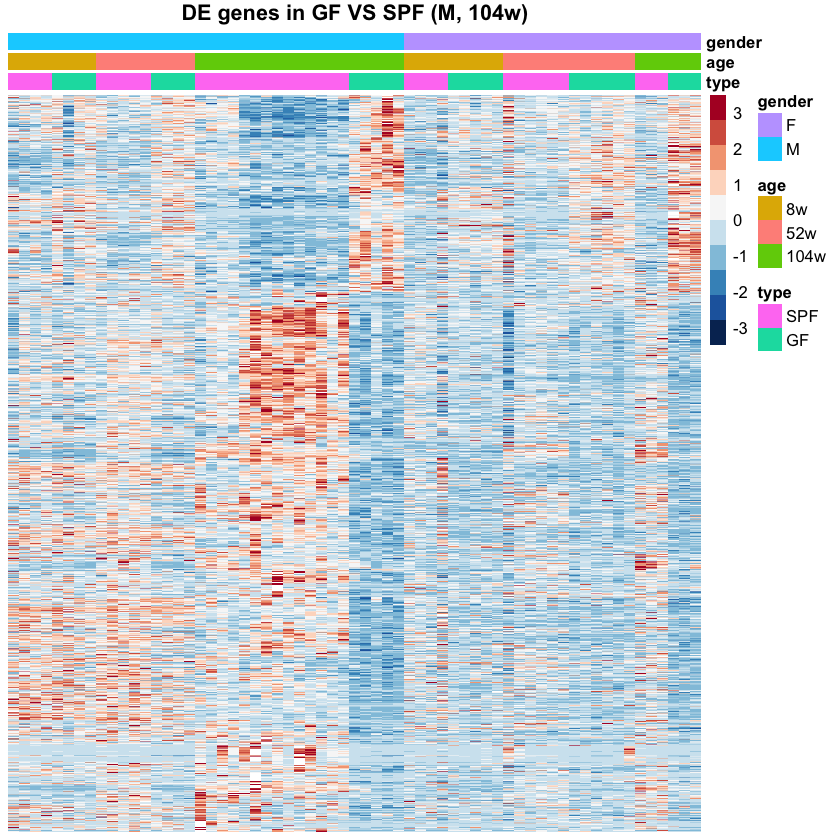 DE genes in GF VS SPF (M, 104w)
gender
age
type
3
2
1
0
-1
-2
-3
gender
F
M
age
8w
52w
104w
type
SPF
GF